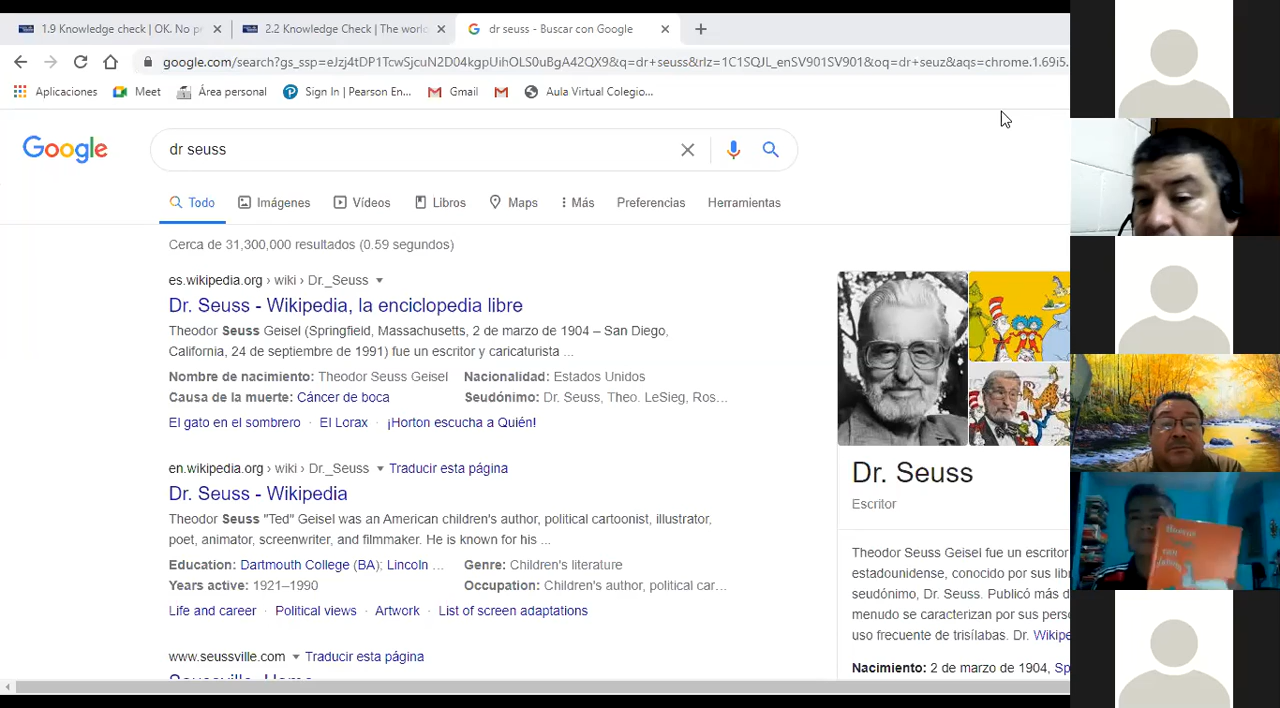 1.9 Knowledge check | OK. No pe
2.2 Knowledge Check | The world
dr seuss - Buscar con Google
google.com/search?gs_ssp=eJzj4tDP1TcwSjcuN2D04kgpUihOLS0uBgA42QX9&q=dr+seuss&rlz=1C1SQJL_enSV901SV901&oq=dr+seuz&aqs=chrome.1.69i5.
Aplicaciones Meet Área personal Sign In | Pearson En... Gmail Aula Virtual Colegio...
Google
dr seuss
Todo Imágenes Vídeos Libros Maps Más Preferencias Herramientas
Cerca de 31,300,000 resultados (0.59 segundos)
es.wikipedia.org › wiki › Dr._Seuss
Dr. Seuss - Wikipedia, la enciclopedia libre
Theodor Seuss Geisel (Springfield, Massachusetts, 2 de marzo de 1904 – San Diego,
California, 24 de septiembre de 1991) fue un escritor y caricaturista ...
Nombre de nacimiento: Theodor Seuss Geisel Nacionalidad: Estados Unidos
Causa de la muerte: Cáncer de boca Seudónimo: Dr. Seuss, Theo. LeSieg, Ros...
El gato en el sombrero · El Lorax · ¡Horton escucha a Quién!
en.wikipedia.org › wiki › Dr._Seuss Traducir esta página
Dr. Seuss - Wikipedia
Theodor Seuss "Ted" Geisel was an American children's author, political cartoonist, illustrator,
poet, animator, screenwriter, and filmmaker. He is known for his ...
Education: Dartmouth College (BA); Lincoln ... Genre: Children's literature
Years active: 1921–1990 Occupation: Children's author, political car...
Life and career · Political views · Artwork · List of screen adaptations
www.seussville.com Traducir esta página
Seussville: Home
Dr. Seuss
Escritor
Theodor Seuss Geisel fue un escritor
estadounidense, conocido por sus lib
seudónimo, Dr. Seuss. Publicó más d
menudo se caracterizan por sus perso
uso frecuente de trisílabas. Dr. Wikipe
Nacimiento: 2 de marzo de 1904, Sp